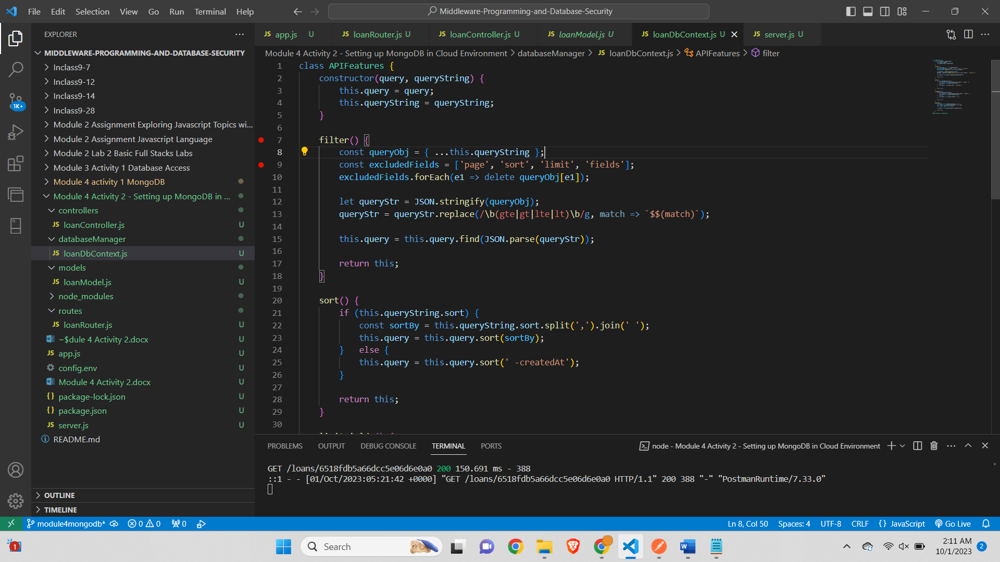 File Edit Selection View Go Run Terminal Help
Middleware-Programming-and-Database-Security
EXPLORER
MIDDLEWARE-PROGRAMMING-AND-DATABASE-SECURITY
Inclass9-7
Inclass9-12
Inclass9-14
Inclass9-28
Module 2 Assignment Exploring Javascript Topics wi...
Module 2 Assignment Javascript Language
Module 2 Lab 2 Basic Full Stacks Labs
Module 3 Activity 1 Database Access
Module 4 activity 1 MongoDB
Module 4 Activity 2 - Setting up MongoDB in ...
controllers
JS loanController.js U
databaseManager
JS loanDbContext.js U
models
JS loanModel.js U
node_modules
routes
JS loanRouter.js U
~$dule 4 Activity 2.docx U
JS app.js U
config.env U
Module 4 Activity 2.docx U
{} package-lock.json U
{} package.json U
JS server.js U
README.md
OUTLINE
TIMELINE
1K+
JS app.js U JS loanRouter.js U JS loanController.js U JS loanModel.js U JS loanDbContext.js U JS server.js U
Module 4 Activity 2 - Setting up MongoDB in Cloud Environment > databaseManager > JS loanDbContext.js > APIFeatures > filter
1 class APIFeatures {
2 constructor(query, queryString) {
3 this.query = query;
4 this.queryString = queryString;
5 }
6
7 filter() {
8 const queryObj = { ...this.queryString };
9 const excludedFields = ['page', 'sort', 'limit', 'fields'];
10 excludedFields.forEach(e1 => delete queryObj[e1]);
11
12 let queryStr = JSON.stringify(queryObj);
13 queryStr = queryStr.replace(/\b(gte|gt|lte|lt)\b/g, match => `$$(match)`);
14
15 this.query = this.query.find(JSON.parse(queryStr));
16
17 return this;
18 }
19
20 sort() {
21 if (this.queryString.sort) {
22 const sortBy = this.queryString.sort.split(',').join(' ');
23 this.query = this.query.sort(sortBy);
24 } else {
25 this.query = this.query.sort(' -createdAt');
26 }
27
28 return this;
29 }
30
PROBLEMS OUTPUT DEBUG CONSOLE TERMINAL PORTS
node - Module 4 Activity 2 - Setting up MongoDB in Cloud Environment
GET /loans/6518fdb5a66dcc5e06d6e0a0 200 150.691 ms - 388
::1 - - [01/Oct/2023:05:21:42 +0000] "GET /loans/6518fdb5a66dcc5e06d6e0a0 HTTP/1.1" 200 388 "-" "PostmanRuntime/7.33.0"
module4mongodb* 0 0 0
Ln 8, Col 50 Spaces: 4 UTF-8 CRLF {} JavaScript Go Live
1
Search
2:11 AM
10/1/2023
2